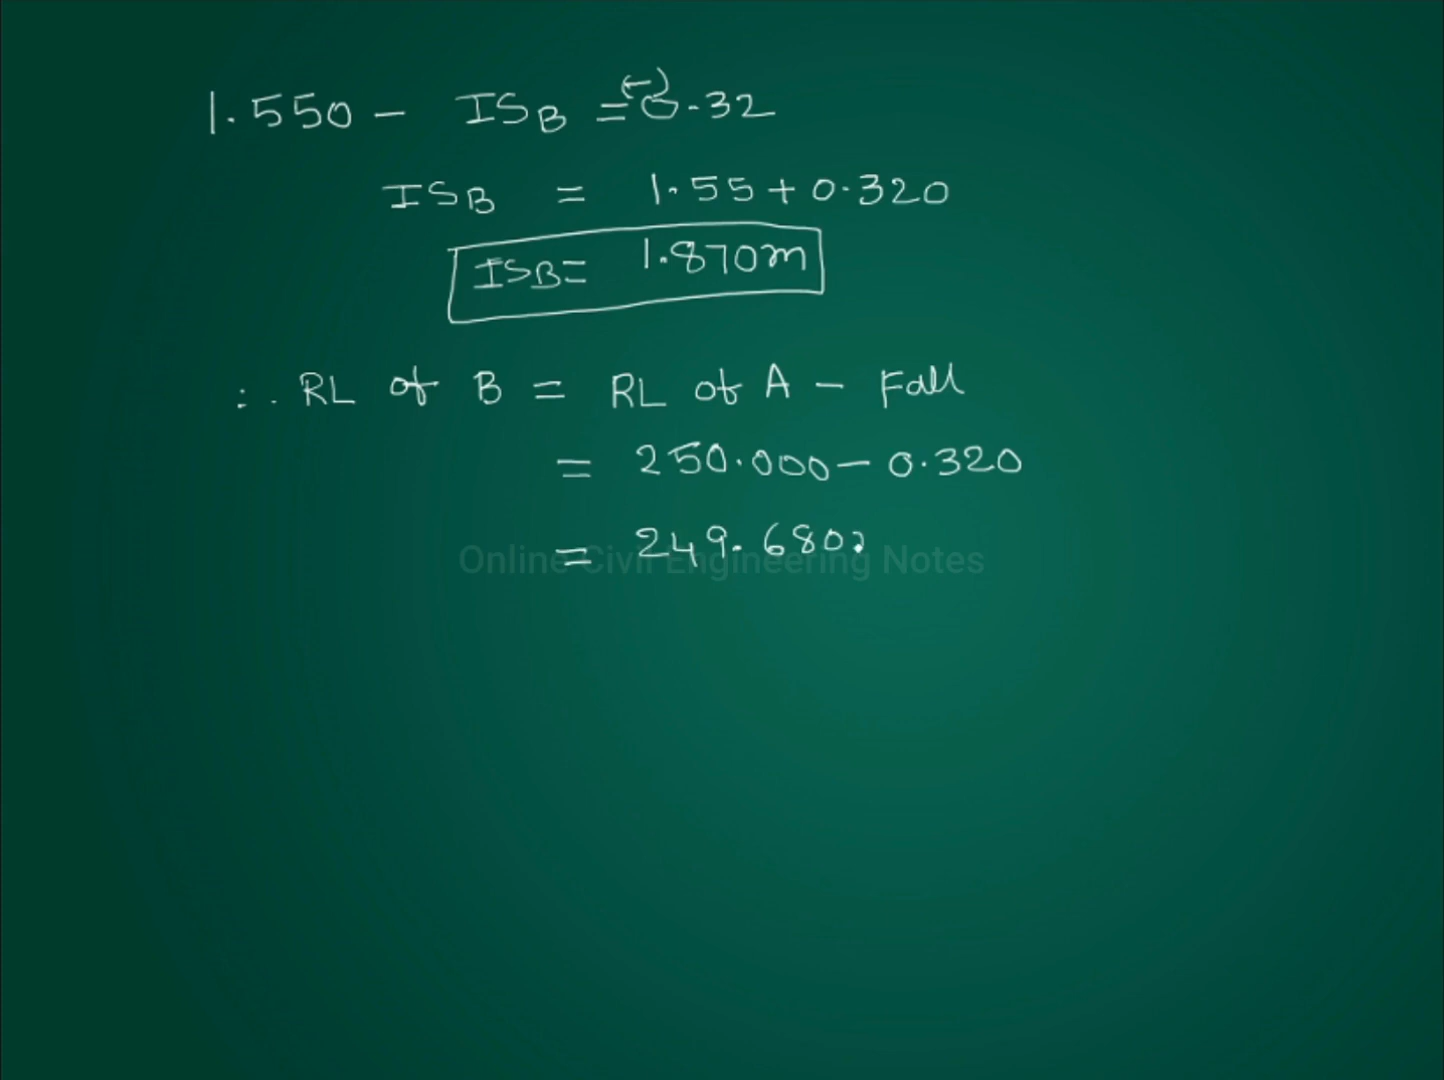 1.550 - ISB = (-)0.32
ISB = 1.55 + 0.320
ISB = 1.870m
∴ RL of B = RL of A - Fall
= 250.000 - 0.320
= 249.680
Online Civil Engineering Notes